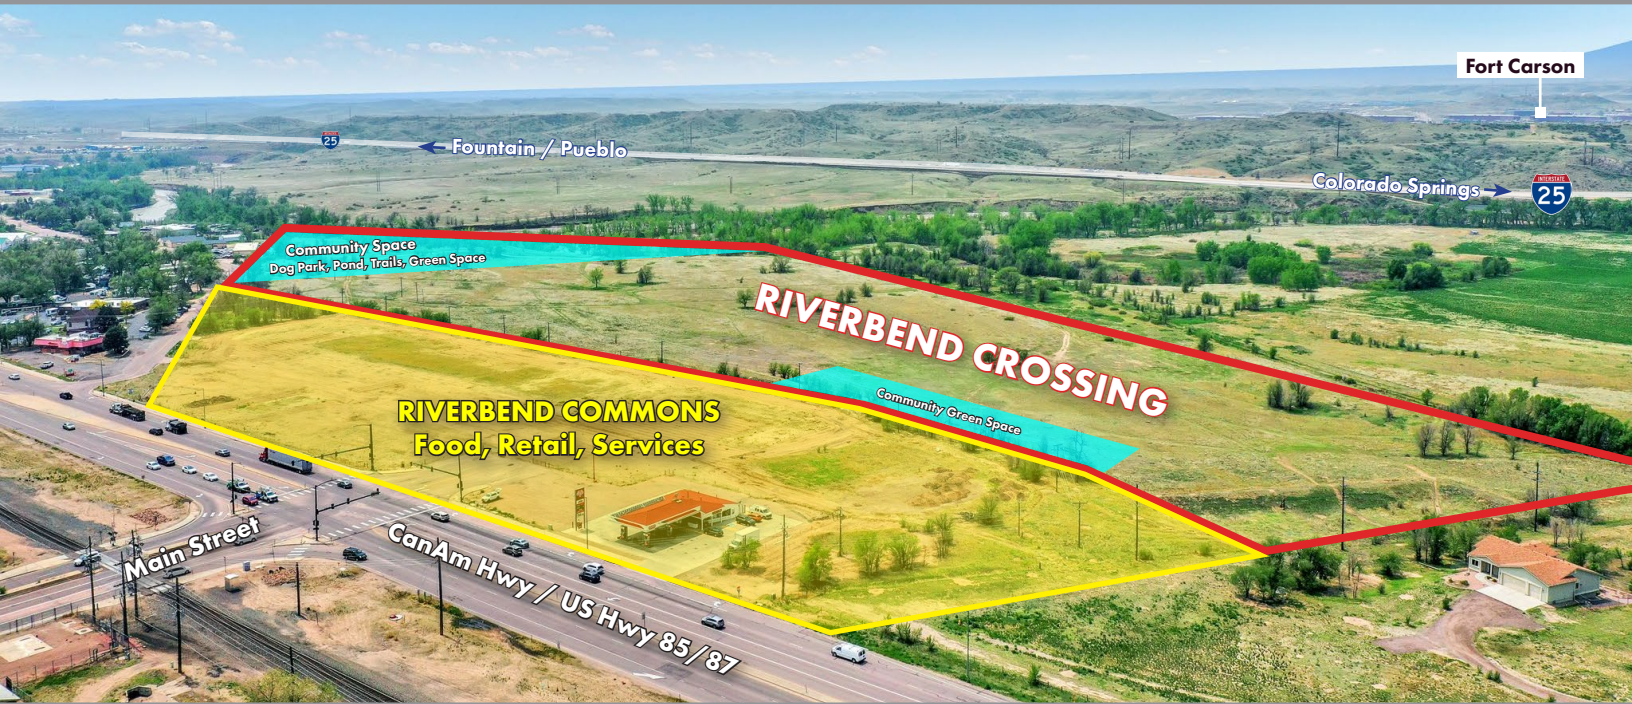 Fort Carson
25
Fountain / Pueblo
Colorado Springs
INTERSTATE
25
Community Space
Dog Park, Pond, Trails, Green Space
RIVERBEND CROSSING
Community Green Space
RIVERBEND COMMONS
Food, Retail, Services
Main Street
CanAm Hwy / US Hwy 85/87